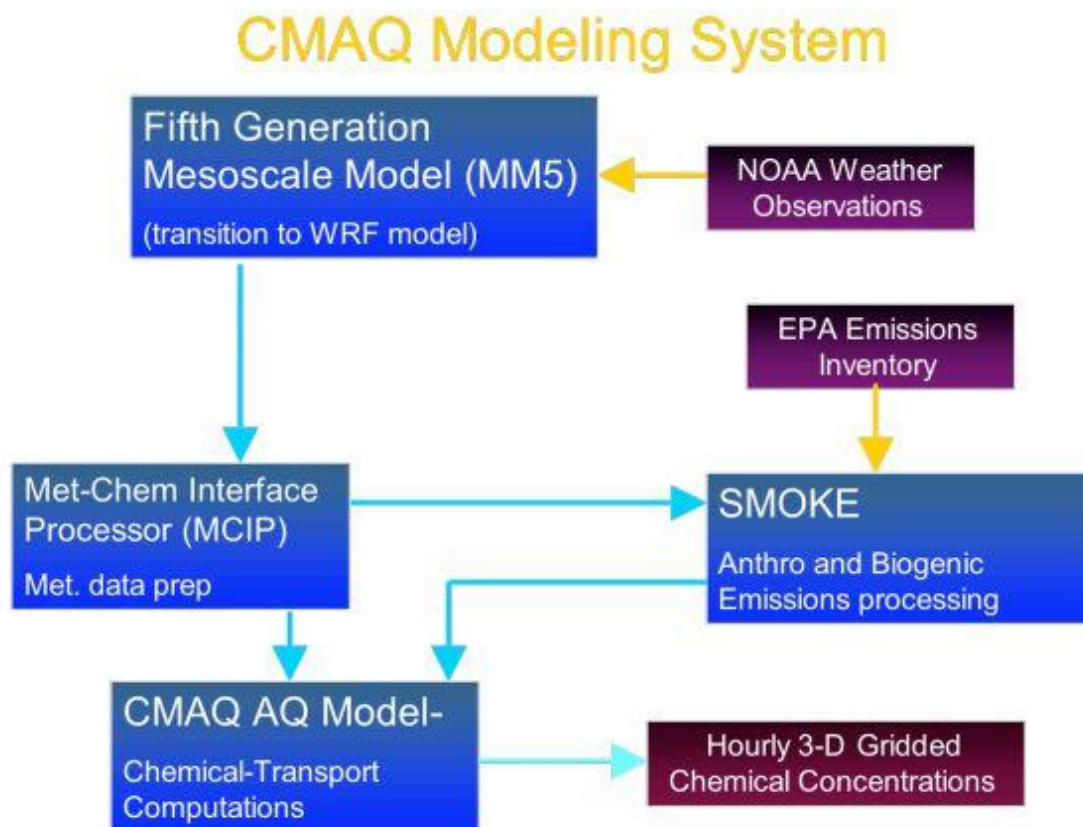 CMAQ Modeling System
Fifth Generation
Mesoscale Model (MM5)
(transition to WRF model)
NOAA Weather
Observations
EPA Emissions
Inventory
Met-Chem Interface
Processor (MCIP)
Met. data prep
SMOKE
Anthro and Biogenic
Emissions processing
CMAQ AQ Model-
Chemical-Transport
Computations
Hourly 3-D Gridded
Chemical Concentrations